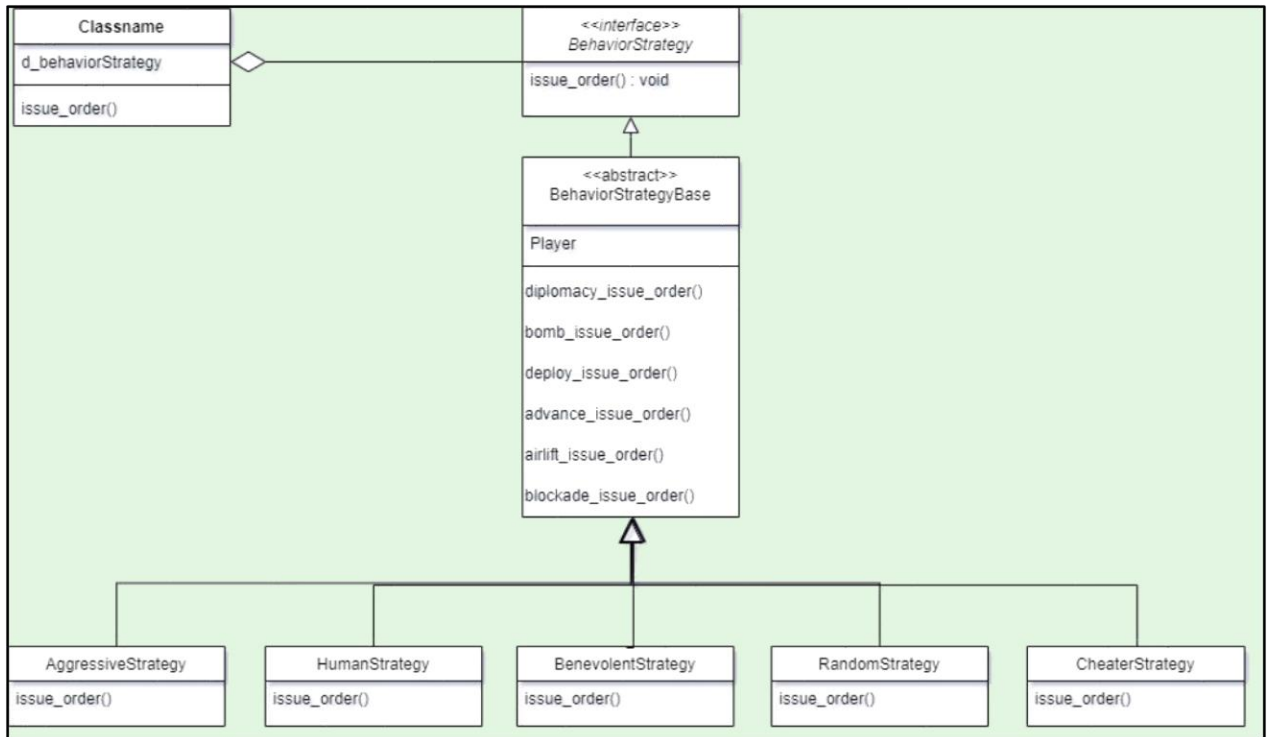 Classname
d_behaviorStrategy
issue_order()
<<interface>>
BehaviorStrategy
issue_order() : void
<<abstract>>
BehaviorStrategyBase
Player
diplomacy_issue_order()
bomb_issue_order()
deploy_issue_order()
advance_issue_order()
airlift_issue_order()
blockade_issue_order()
AggressiveStrategy
issue_order()
HumanStrategy
issue_order()
BenevolentStrategy
issue_order()
RandomStrategy
issue_order()
CheaterStrategy
issue_order()